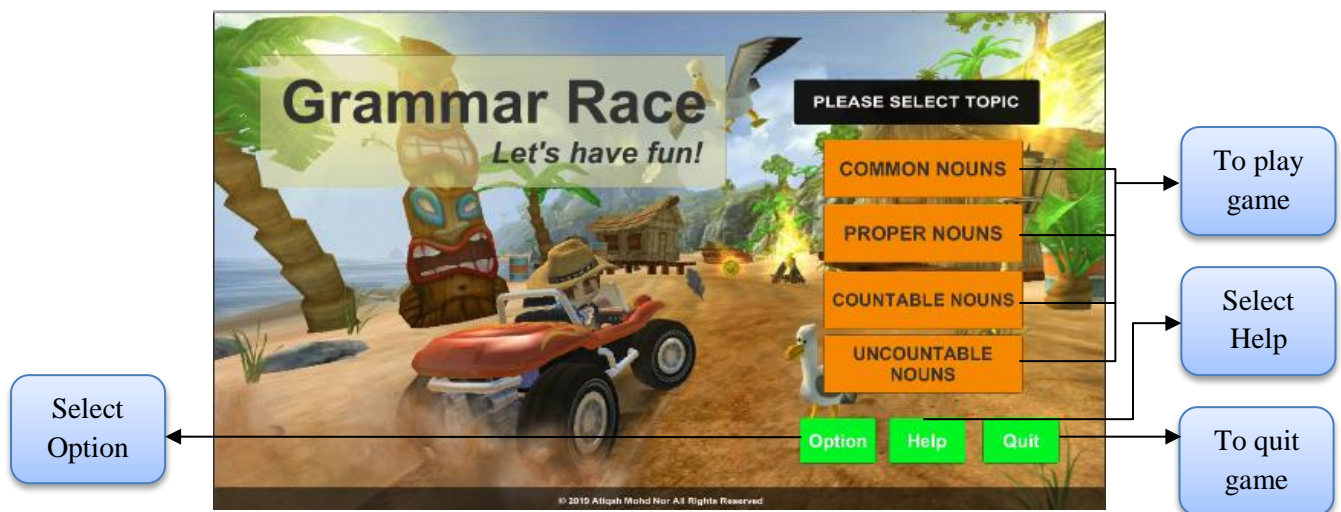 Grammar Race
Let's have fun!
PLEASE SELECT TOPIC
COMMON NOUNS
PROPER NOUNS
COUNTABLE NOUNS
UNCOUNTABLE
NOUNS
Option
Help
Quit
© 2019 Atiqah Mohd Nor All Rights Reserved
To play
game
Select
Help
To quit
game
Select
Option